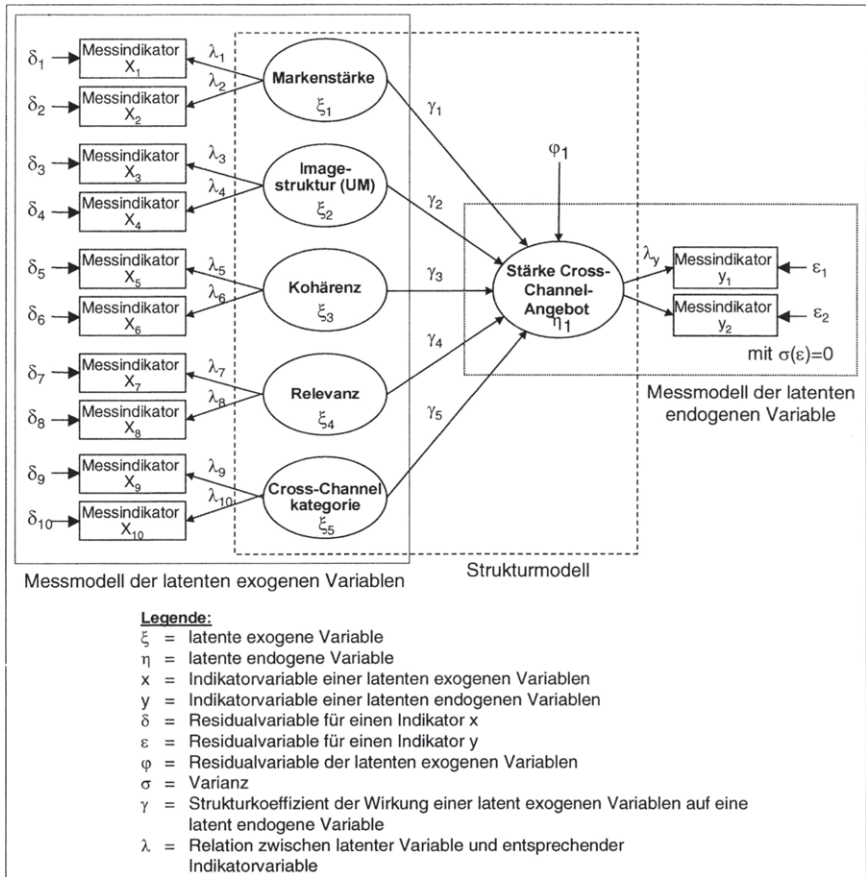 δ1
Messindikator
X1
λ1
δ2
Messindikator
X2
λ2
Markenstärke
ξ1
γ1
δ3
Messindikator
X3
λ3
δ4
Messindikator
X4
λ4
Image-
struktur (UM)
ξ2
γ2
δ5
Messindikator
X5
λ5
δ6
Messindikator
X6
λ6
Kohärenz
ξ3
γ3
δ7
Messindikator
X7
λ7
δ8
Messindikator
X8
λ8
Relevanz
ξ4
γ4
δ9
Messindikator
X9
λ9
δ10
Messindikator
X10
λ10
Cross-Channel
kategorie
ξ5
γ5
φ1
Stärke Cross-
Channel-
Angebot
η1
λy
Messindikator
y1
ε1
Messindikator
y2
ε2
mit σ(ε)=0
Messmodell der latenten
endogenen Variable
Strukturmodell
Messmodell der latenten exogenen Variablen
Legende:
ξ = latente exogene Variable
η = latente endogene Variable
x = Indikatorvariable einer latenten exogenen Variablen
y = Indikatorvariable einer latenten endogenen Variablen
δ = Residualvariable für einen Indikator x
ε = Residualvariable für einen Indikator y
φ = Residualvariable der latenten exogenen Variablen
σ = Varianz
γ = Strukturkoeffizient der Wirkung einer latent exogenen Variablen auf eine
latent endogene Variable
λ = Relation zwischen latenter Variable und entsprechender
Indikatorvariable